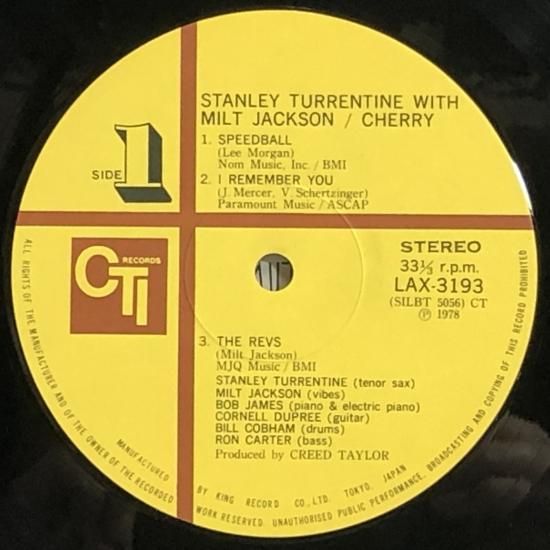 STANLEY TURRENTINE WITH
MILT JACKSON / CHERRY
1. SPEEDBALL
(Lee Morgan)
Nom Music, Inc. / BMI
2. I REMEMBER YOU
(J. Mercer, V. Schertzinger)
Paramount Music / ASCAP
SIDE 1
CTI RECORDS
STEREO
33⅓ r.p.m.
LAX-3193
(SILBT 5056) CT
Ⓟ 1978
3. THE REVS
(Milt Jackson)
MJQ Music / BMI
STANLEY TURRENTINE (tenor sax)
MILT JACKSON (vibes)
BOB JAMES (piano & electric piano)
CORNELL DUPREE (guitar)
BILL COBHAM (drums)
RON CARTER (bass)
Produced by CREED TAYLOR
MANUFACTURED BY KING RECORD CO., LTD. TOKYO, JAPAN
ALL RIGHTS OF THE MANUFACTURER AND OF THE OWNER OF THE RECORDED WORK RESERVED. UNAUTHORISED PUBLIC PERFORMANCE, BROADCASTING AND COPYING OF THIS RECORD PROHIBITED